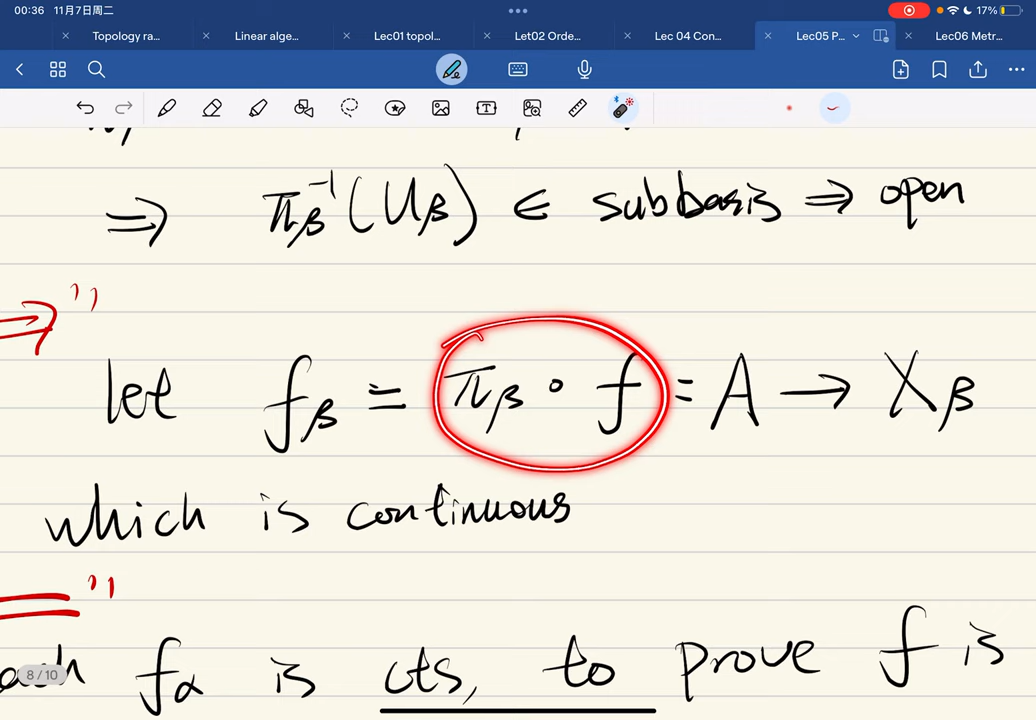 00:36 11月7日周二
17%
Topology ra...
Linear alge...
Lec01 topol...
Let02 Orde...
Lec 04 Con...
Lec05 P...
Lec06 Metr...
⇒ πβ⁻¹(Uβ) ∈ subbasis ⇒ open
⇒"
let fβ = πβ ∘ f = A → Xβ
which is continuous
"
fα is cts, to prove f is
8 / 10